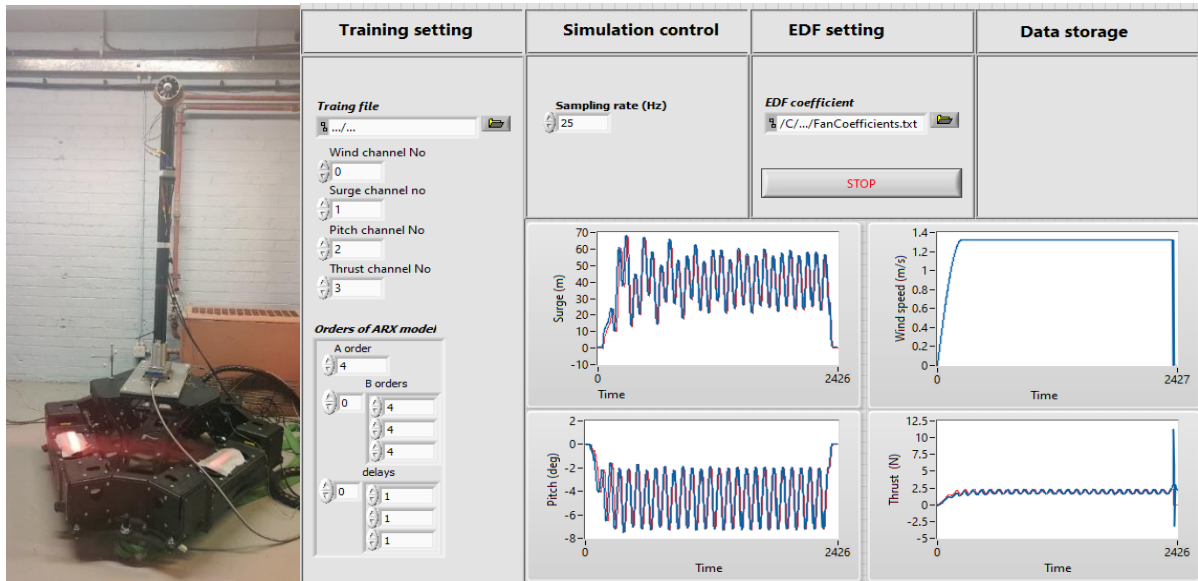 Training setting
Simulation control
EDF setting
Data storage
Traing file
.../...
Wind channel No
0
Surge channel no
1
Pitch channel No
2
Thrust channel No
3
Orders of ARX model
A order
4
B orders
0
4
4
4
delays
0
1
1
1
Sampling rate (Hz)
25
EDF coefficient
/C/.../FanCoefficients.txt
STOP
Surge (m)
70
60
50
40
30
20
10
0
-10
0
2426
Time
Wind speed (m/s)
1.4
1.2
1
0.8
0.6
0.4
0.2
0
0
2427
Time
Pitch (deg)
2
0
-2
-4
-6
-8
0
2426
Time
Thrust (N)
12.5
10
7.5
5
2.5
0
-2.5
-5
0
2426
Time